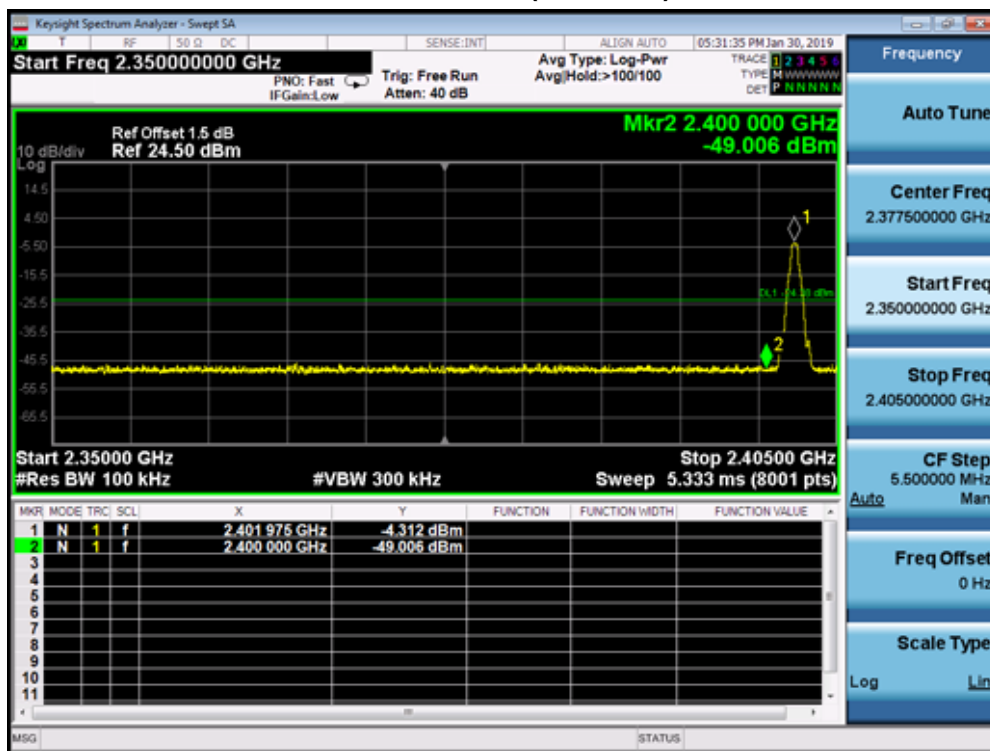 Keysight Spectrum Analyzer - Swept SA
LXI T RF 50 Ω DC SENSE:INT ALIGN AUTO 05:31:35 PM Jan 30, 2019
Start Freq 2.350000000 GHz
PNO: Fast
IFGain:Low
Trig: Free Run
Atten: 40 dB
Avg Type: Log-Pwr
Avg|Hold:>100/100
TRACE 1 2 3 4 5 6
TYPE M WWWWW
DET P N N N N N
Mkr2 2.400 000 GHz
-49.006 dBm
Ref Offset 1.5 dB
10 dB/div Ref 24.50 dBm
Log
14.5
4.50
-5.50
-15.5
-25.5
-35.5
-45.5
-55.5
-65.5
1
2
Start 2.35000 GHz Stop 2.40500 GHz
#Res BW 100 kHz #VBW 300 kHz Sweep 5.333 ms (8001 pts)
MKR MODE TRC SCL X Y FUNCTION FUNCTION WIDTH FUNCTION VALUE
1 N 1 f 2.401 975 GHz -4.312 dBm
2 N 1 f 2.400 000 GHz -49.006 dBm
3
4
5
6
7
8
9
10
11
MSG STATUS
Frequency
Auto Tune
Center Freq
2.377500000 GHz
Start Freq
2.350000000 GHz
Stop Freq
2.405000000 GHz
CF Step
5.500000 MHz
Auto Man
Freq Offset
0 Hz
Scale Type
Log Lin